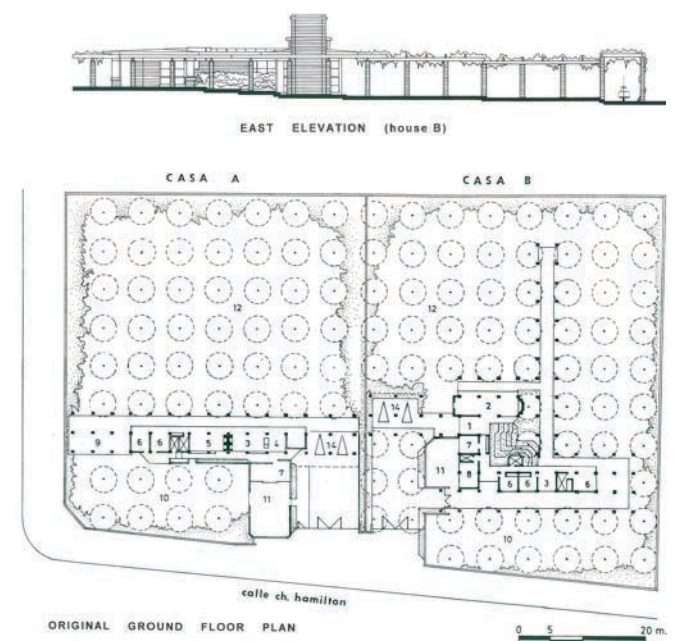 EAST ELEVATION (house B)
CASA A CASA B
12 12
14 2
1
9 6 6 5 3 4 14 7
7 11 8
6 6 3 6
10 11 10
calle ch. hamilton
ORIGINAL GROUND FLOOR PLAN
0 5 20 m.